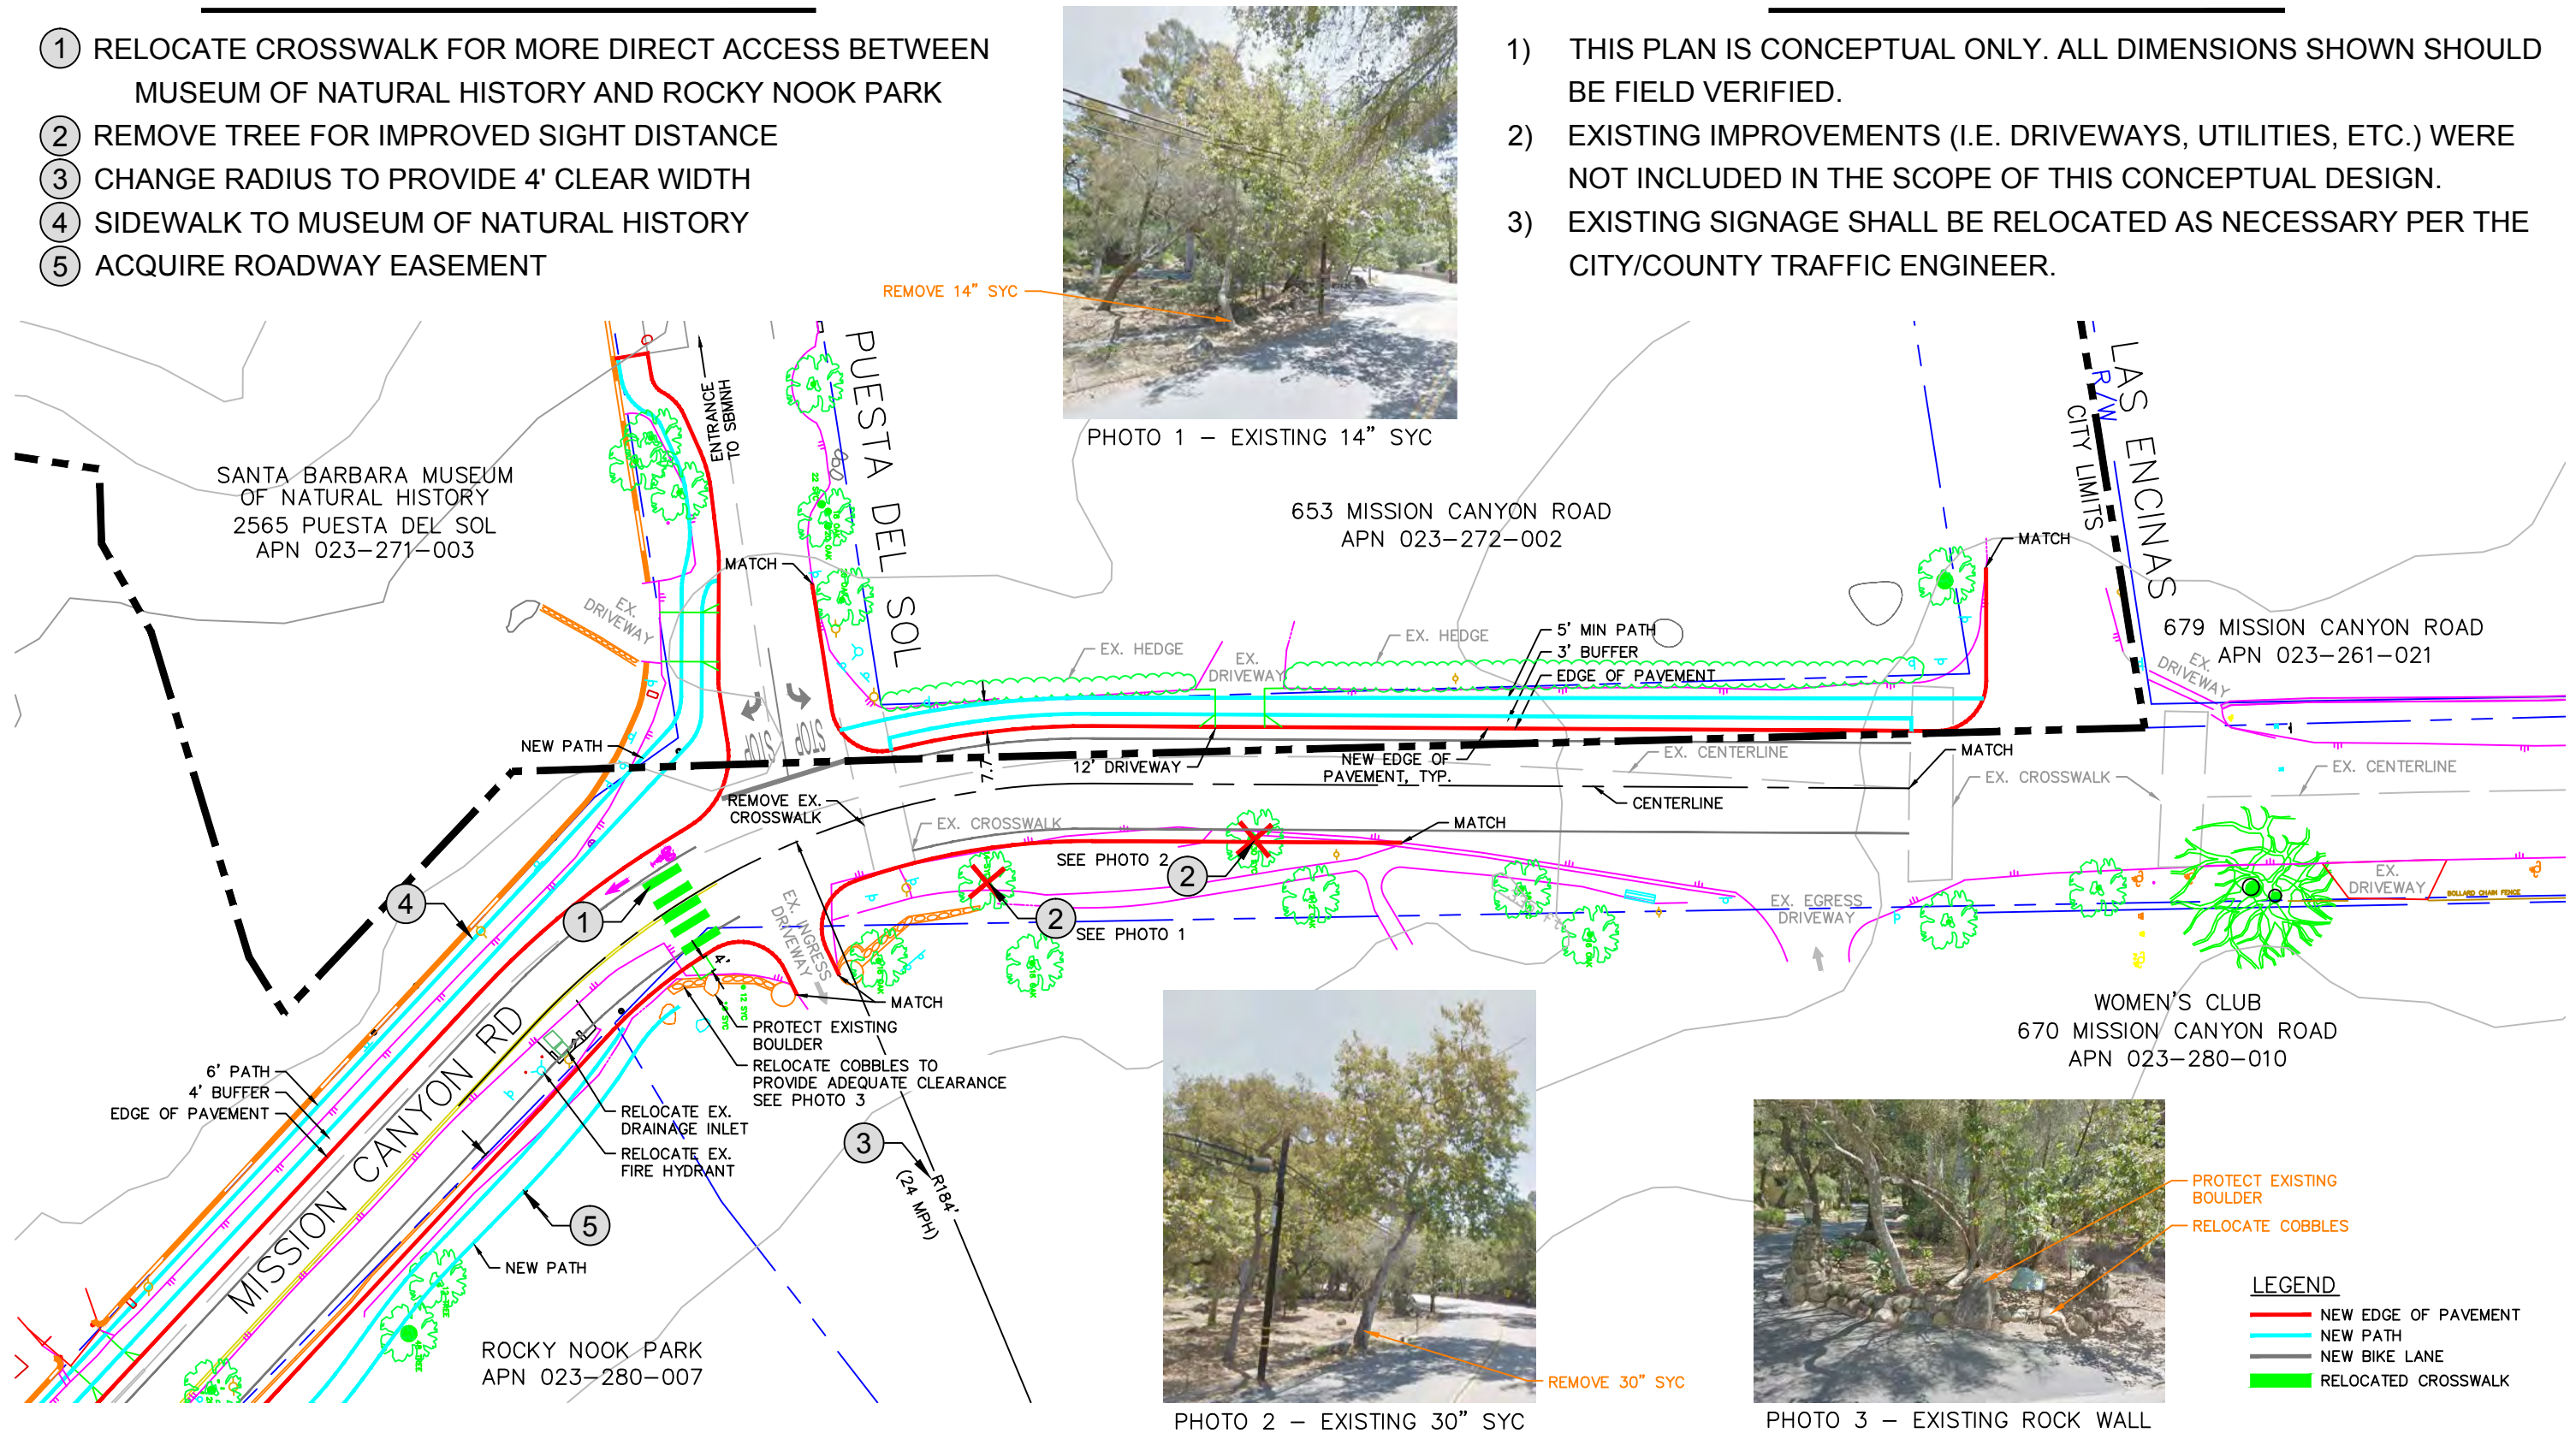 1 RELOCATE CROSSWALK FOR MORE DIRECT ACCESS BETWEEN
MUSEUM OF NATURAL HISTORY AND ROCKY NOOK PARK
2 REMOVE TREE FOR IMPROVED SIGHT DISTANCE
3 CHANGE RADIUS TO PROVIDE 4' CLEAR WIDTH
4 SIDEWALK TO MUSEUM OF NATURAL HISTORY
5 ACQUIRE ROADWAY EASEMENT
1) THIS PLAN IS CONCEPTUAL ONLY. ALL DIMENSIONS SHOWN SHOULD
BE FIELD VERIFIED.
2) EXISTING IMPROVEMENTS (I.E. DRIVEWAYS, UTILITIES, ETC.) WERE
NOT INCLUDED IN THE SCOPE OF THIS CONCEPTUAL DESIGN.
3) EXISTING SIGNAGE SHALL BE RELOCATED AS NECESSARY PER THE
CITY/COUNTY TRAFFIC ENGINEER.
REMOVE 14" SYC
PHOTO 1 - EXISTING 14" SYC
ENTRANCE
TO SBMNH
PUESTA DEL SOL
LAS ENCINAS
R/W
CITY LIMITS
SANTA BARBARA MUSEUM
OF NATURAL HISTORY
2565 PUESTA DEL SOL
APN 023-271-003
653 MISSION CANYON ROAD
APN 023-272-002
MATCH
MATCH
EX.
DRIVEWAY
EX. HEDGE
EX.
DRIVEWAY
EX. HEDGE
5' MIN PATH
3' BUFFER
EDGE OF PAVEMENT
679 MISSION CANYON ROAD
APN 023-261-021
EX.
DRIVEWAY
STOP
STOP
NEW PATH
7.7'
12' DRIVEWAY
NEW EDGE OF
PAVEMENT, TYP.
EX. CENTERLINE
MATCH
EX. CROSSWALK
EX. CENTERLINE
REMOVE EX.
CROSSWALK
EX. CROSSWALK
CENTERLINE
MATCH
SEE PHOTO 2
2
4
1
2
SEE PHOTO 1
EX. INGRESS
DRIVEWAY
EX. EGRESS
DRIVEWAY
EX.
DRIVEWAY
BOLLARD CHAIN FENCE
4'
12 SYC
MATCH
PROTECT EXISTING
BOULDER
RELOCATE COBBLES TO
PROVIDE ADEQUATE CLEARANCE
SEE PHOTO 3
WOMEN'S CLUB
670 MISSION CANYON ROAD
APN 023-280-010
6' PATH
4' BUFFER
EDGE OF PAVEMENT
MISSION CANYON RD
RELOCATE EX.
DRAINAGE INLET
RELOCATE EX.
FIRE HYDRANT
3
R184'
(24 MPH)
5
NEW PATH
ROCKY NOOK PARK
APN 023-280-007
REMOVE 30" SYC
PHOTO 2 - EXISTING 30" SYC
PROTECT EXISTING
BOULDER
RELOCATE COBBLES
PHOTO 3 - EXISTING ROCK WALL
LEGEND
NEW EDGE OF PAVEMENT
NEW PATH
NEW BIKE LANE
RELOCATED CROSSWALK